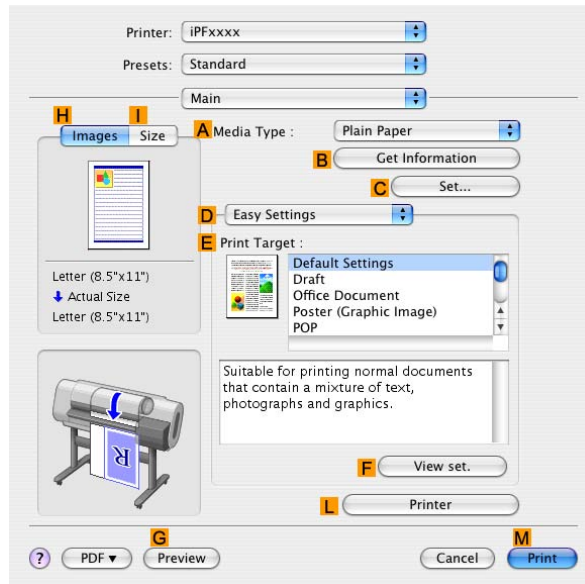 Printer: iPFxxxx
Presets: Standard
Main
H I
Images Size
A Media Type : Plain Paper
B Get Information
C Set...
D Easy Settings
E Print Target :
Default Settings
Draft
Office Document
Poster (Graphic Image)
POP
Letter (8.5"x11")
Actual Size
Letter (8.5"x11")
Suitable for printing normal documents
that contain a mixture of text,
photographs and graphics.
R
F View set.
L Printer
G M
? PDF▼ Preview Cancel Print